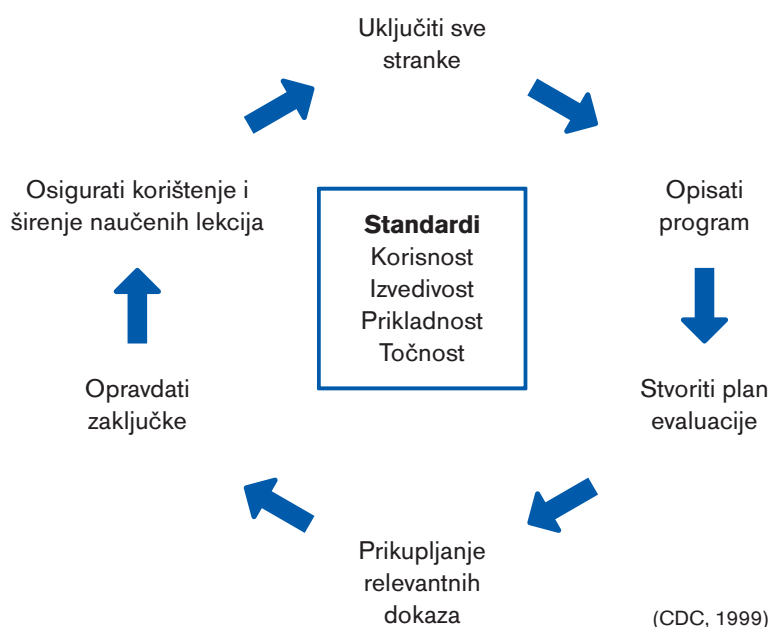 Uključiti sve
stranke
Opisati
program
Stvoriti plan
evaluacije
Prikupljanje
relevantnih
dokaza
Opravdati
zaključke
Osigurati korištenje i
širenje naučenih lekcija
Standardi
Korisnost
Izvedivost
Prikladnost
Točnost
(CDC, 1999)